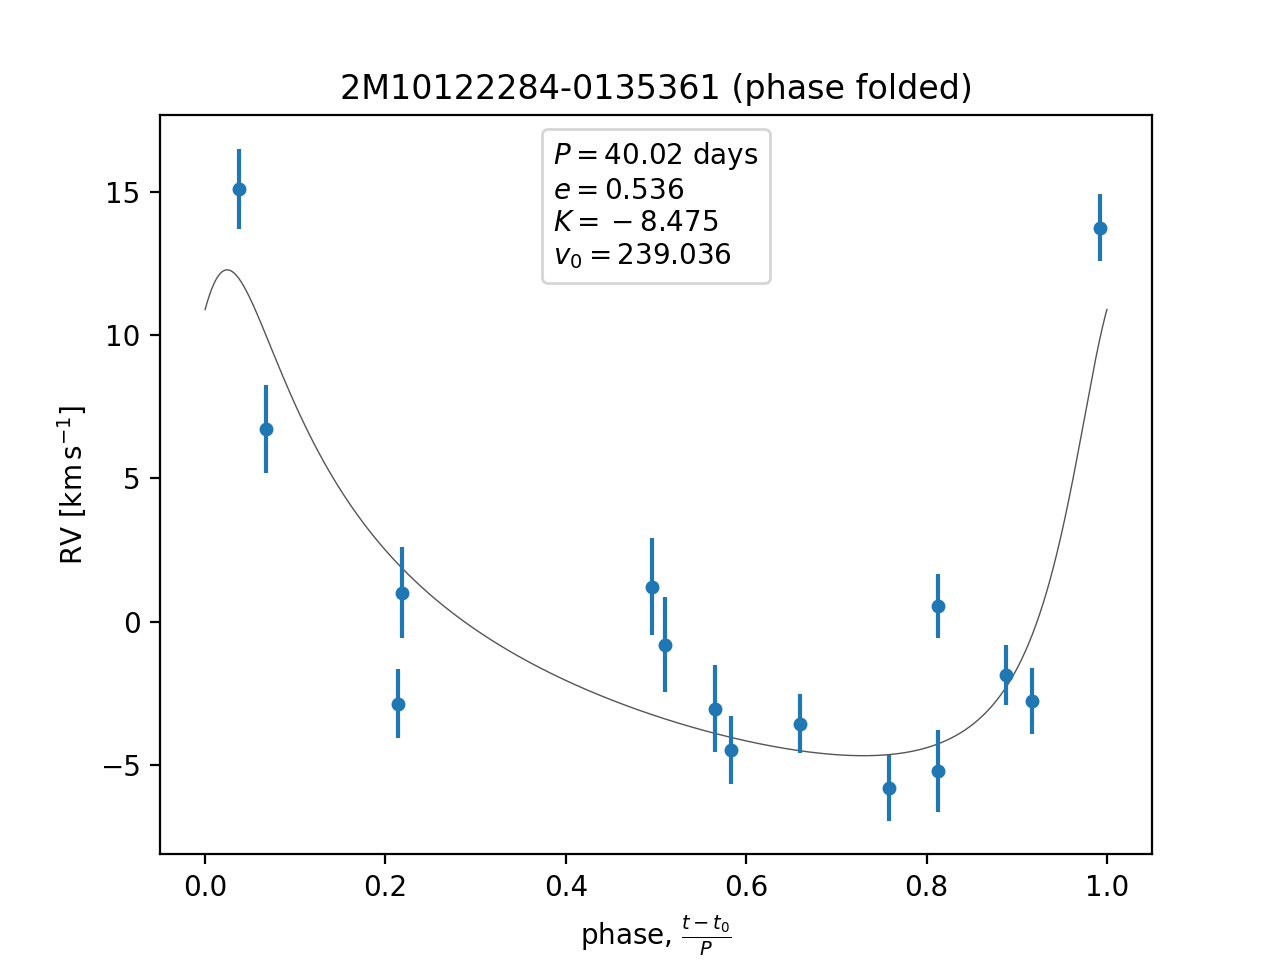 2M10122284-0135361 (phase folded)
P = 40.02 days
e = 0.536
K = −8.475
v₀ = 239.036
15
10
5
0
−5
RV [km s⁻¹]
0.0 0.2 0.4 0.6 0.8 1.0
phase, (t − t₀)/P